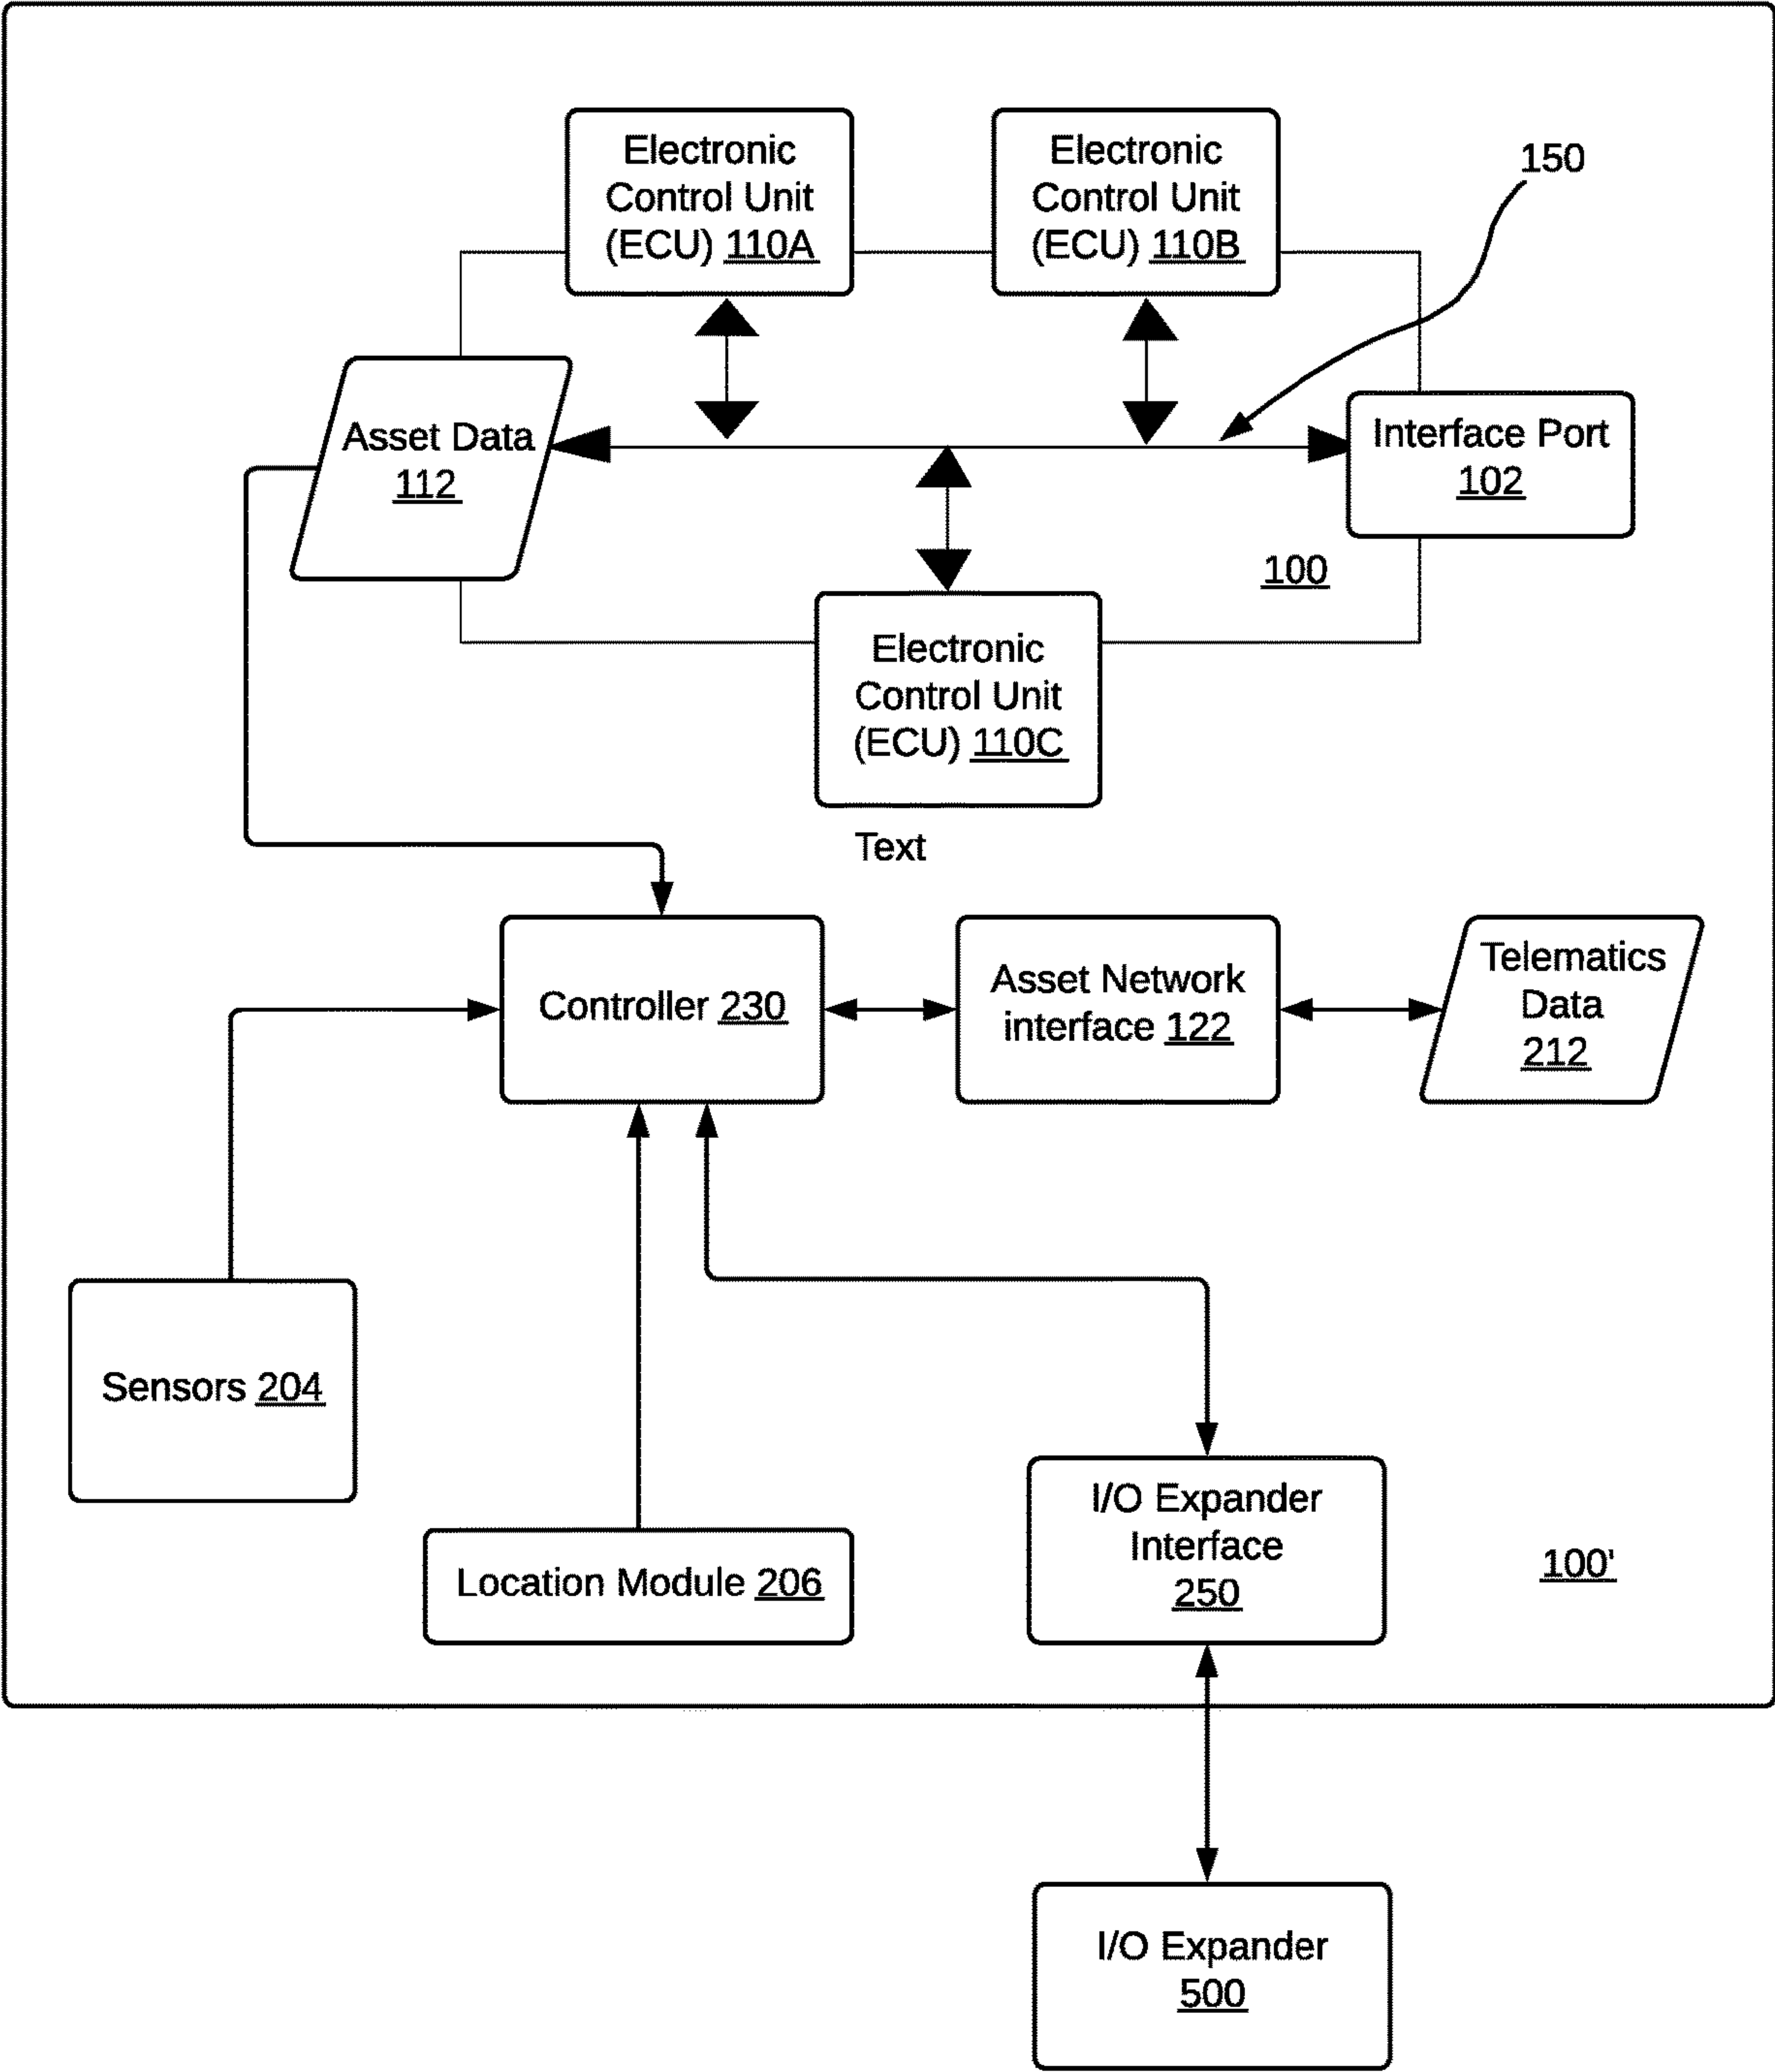 Electronic
Control Unit
(ECU) 110A
Electronic
Control Unit
(ECU) 110B
150
Asset Data
112
Interface Port
102
100
Electronic
Control Unit
(ECU) 110C
Text
Controller 230
Asset Network
interface 122
Telematics
Data
212
Sensors 204
Location Module 206
I/O Expander
Interface
250
100'
I/O Expander
500